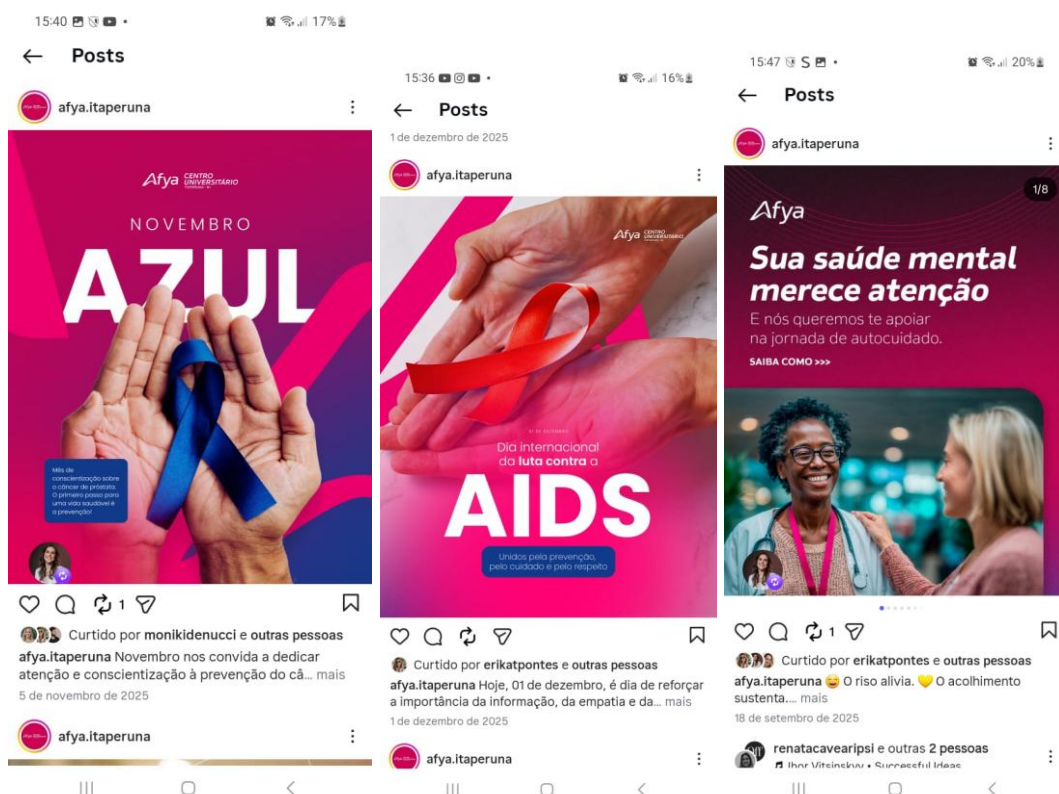 15:40
17%
Posts
afya.itaperuna
Afya CENTRO
UNIVERSITÁRIO
NOVEMBRO
AZUL
Mês de
conscientização sobre
o câncer de próstata.
O primeiro passo para
uma vida saudável é
a prevenção!
1
Curtido por monikidenucci e outras pessoas
afya.itaperuna Novembro nos convida a dedicar
atenção e conscientização à prevenção do câ... mais
5 de novembro de 2025
afya.itaperuna
15:36
16%
Posts
1 de dezembro de 2025
afya.itaperuna
Afya CENTRO
UNIVERSITÁRIO
Dia internacional
da luta contra a
AIDS
Unidos pela prevenção,
pelo cuidado e pelo respeito
Curtido por erikatpontes e outras pessoas
afya.itaperuna Hoje, 01 de dezembro, é dia de reforçar
a importância da informação, da empatia e da... mais
1 de dezembro de 2025
afya.itaperuna
15:47 S
20%
Posts
afya.itaperuna
1/8
Afya
Sua saúde mental
merece atenção
E nós queremos te apoiar
na jornada de autocuidado.
SAIBA COMO >>>
1
Curtido por erikatpontes e outras pessoas
afya.itaperuna 😄 O riso alivia. 💛 O acolhimento
sustenta.... mais
18 de setembro de 2025
renatacavearipsi e outras 2 pessoas
Ihor Vitsinskyy • Successful Ideas